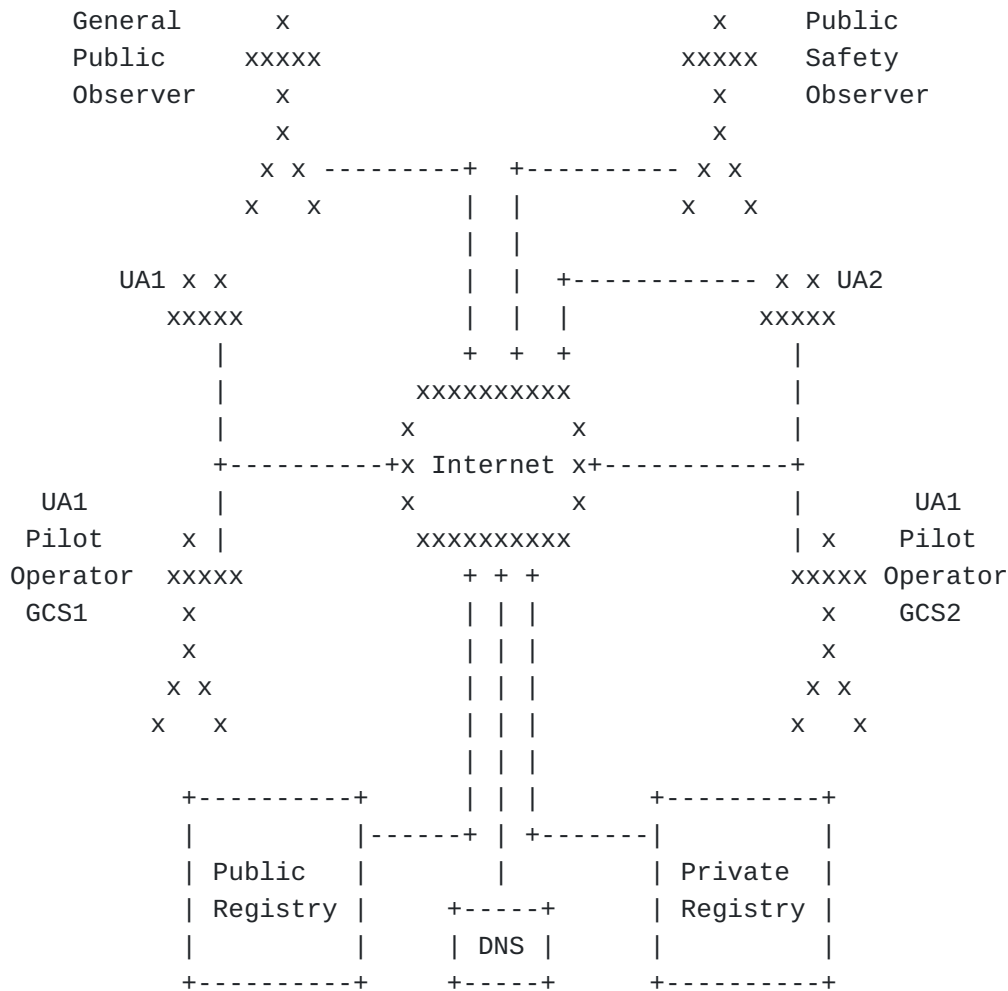 General
Public
Observer
Public
Safety
Observer
UA1
UA2
Internet
UA1
Pilot
Operator
GCS1
UA1
Pilot
Operator
GCS2
Public
Registry
DNS
Private
Registry